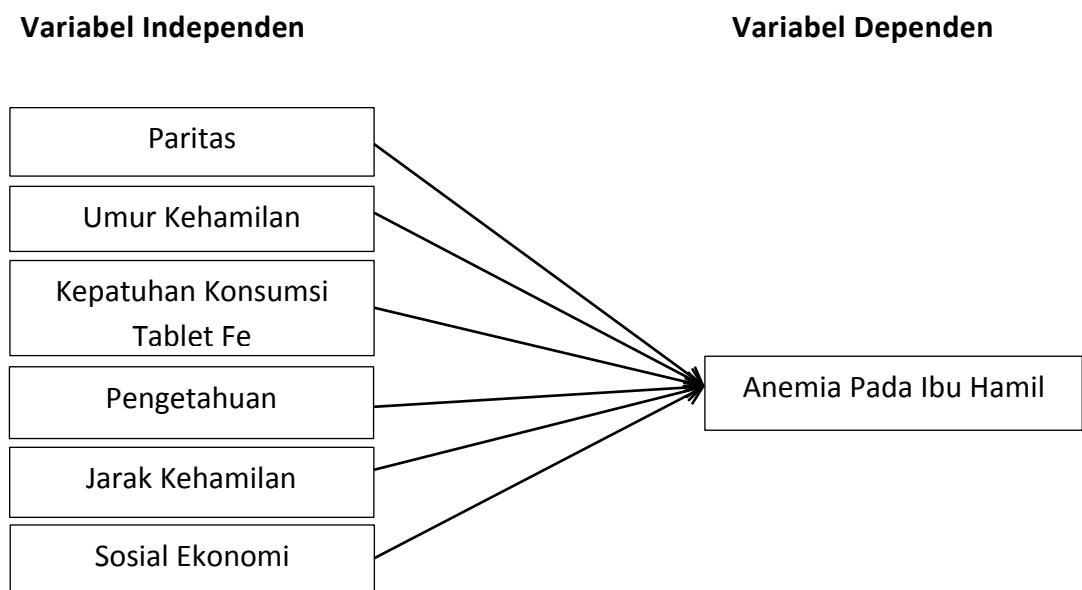 Variabel Independen
Variabel Dependen
Paritas
Umur Kehamilan
Kepatuhan Konsumsi
Tablet Fe
Pengetahuan
Jarak Kehamilan
Sosial Ekonomi
Anemia Pada Ibu Hamil